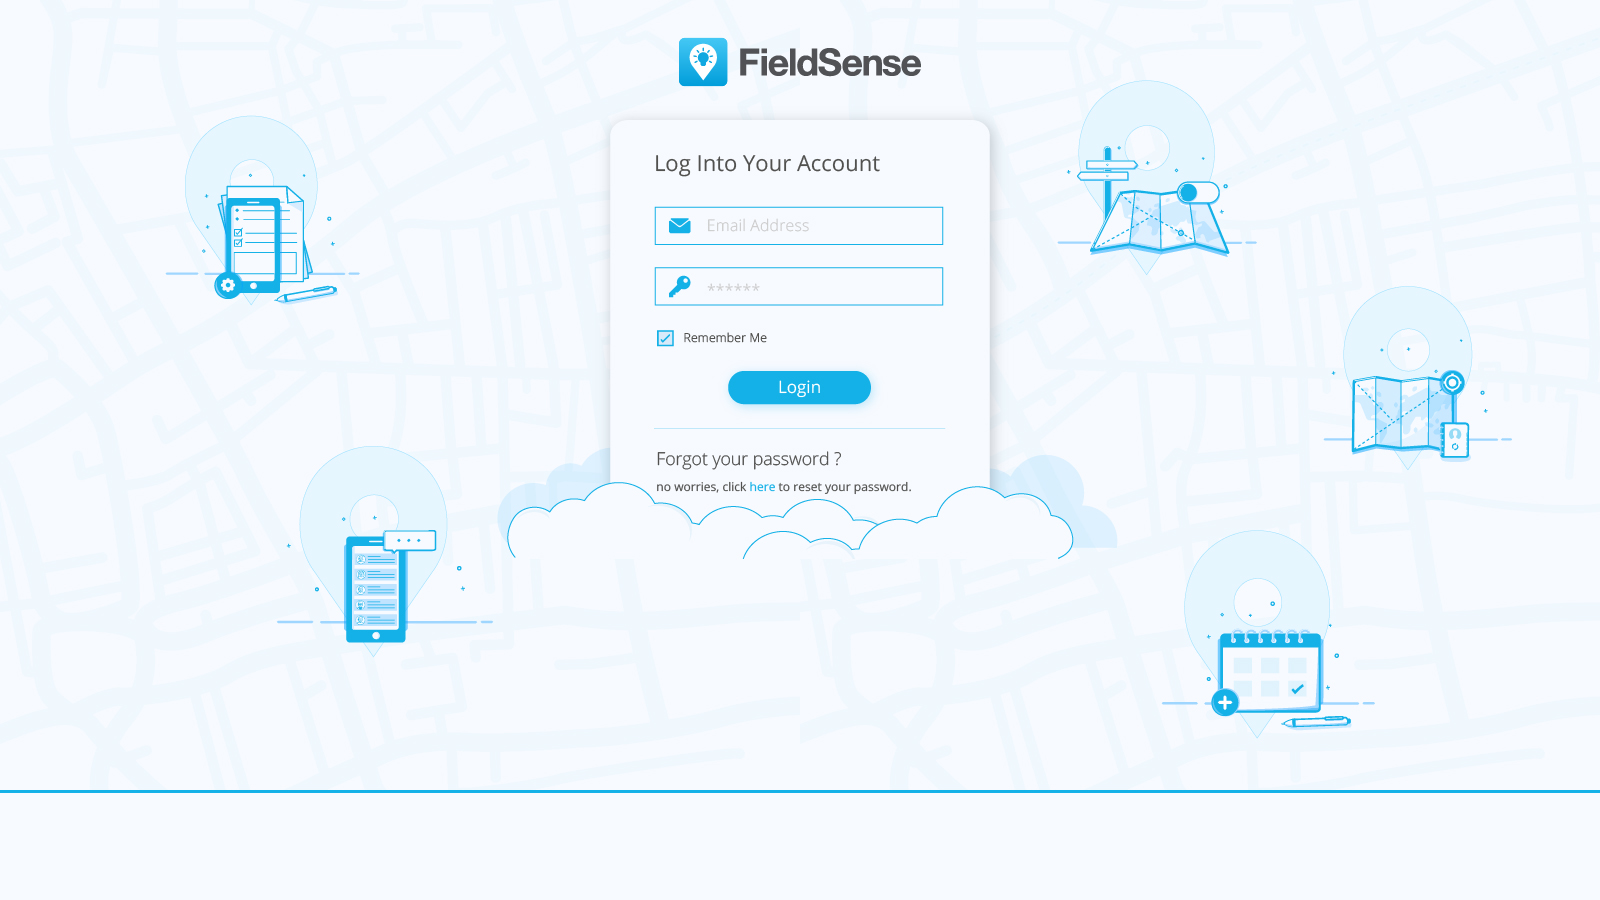 FieldSense
Log Into Your Account
Email Address
******
Remember Me
Login
Forgot your password ?
no worries, click here to reset your password.